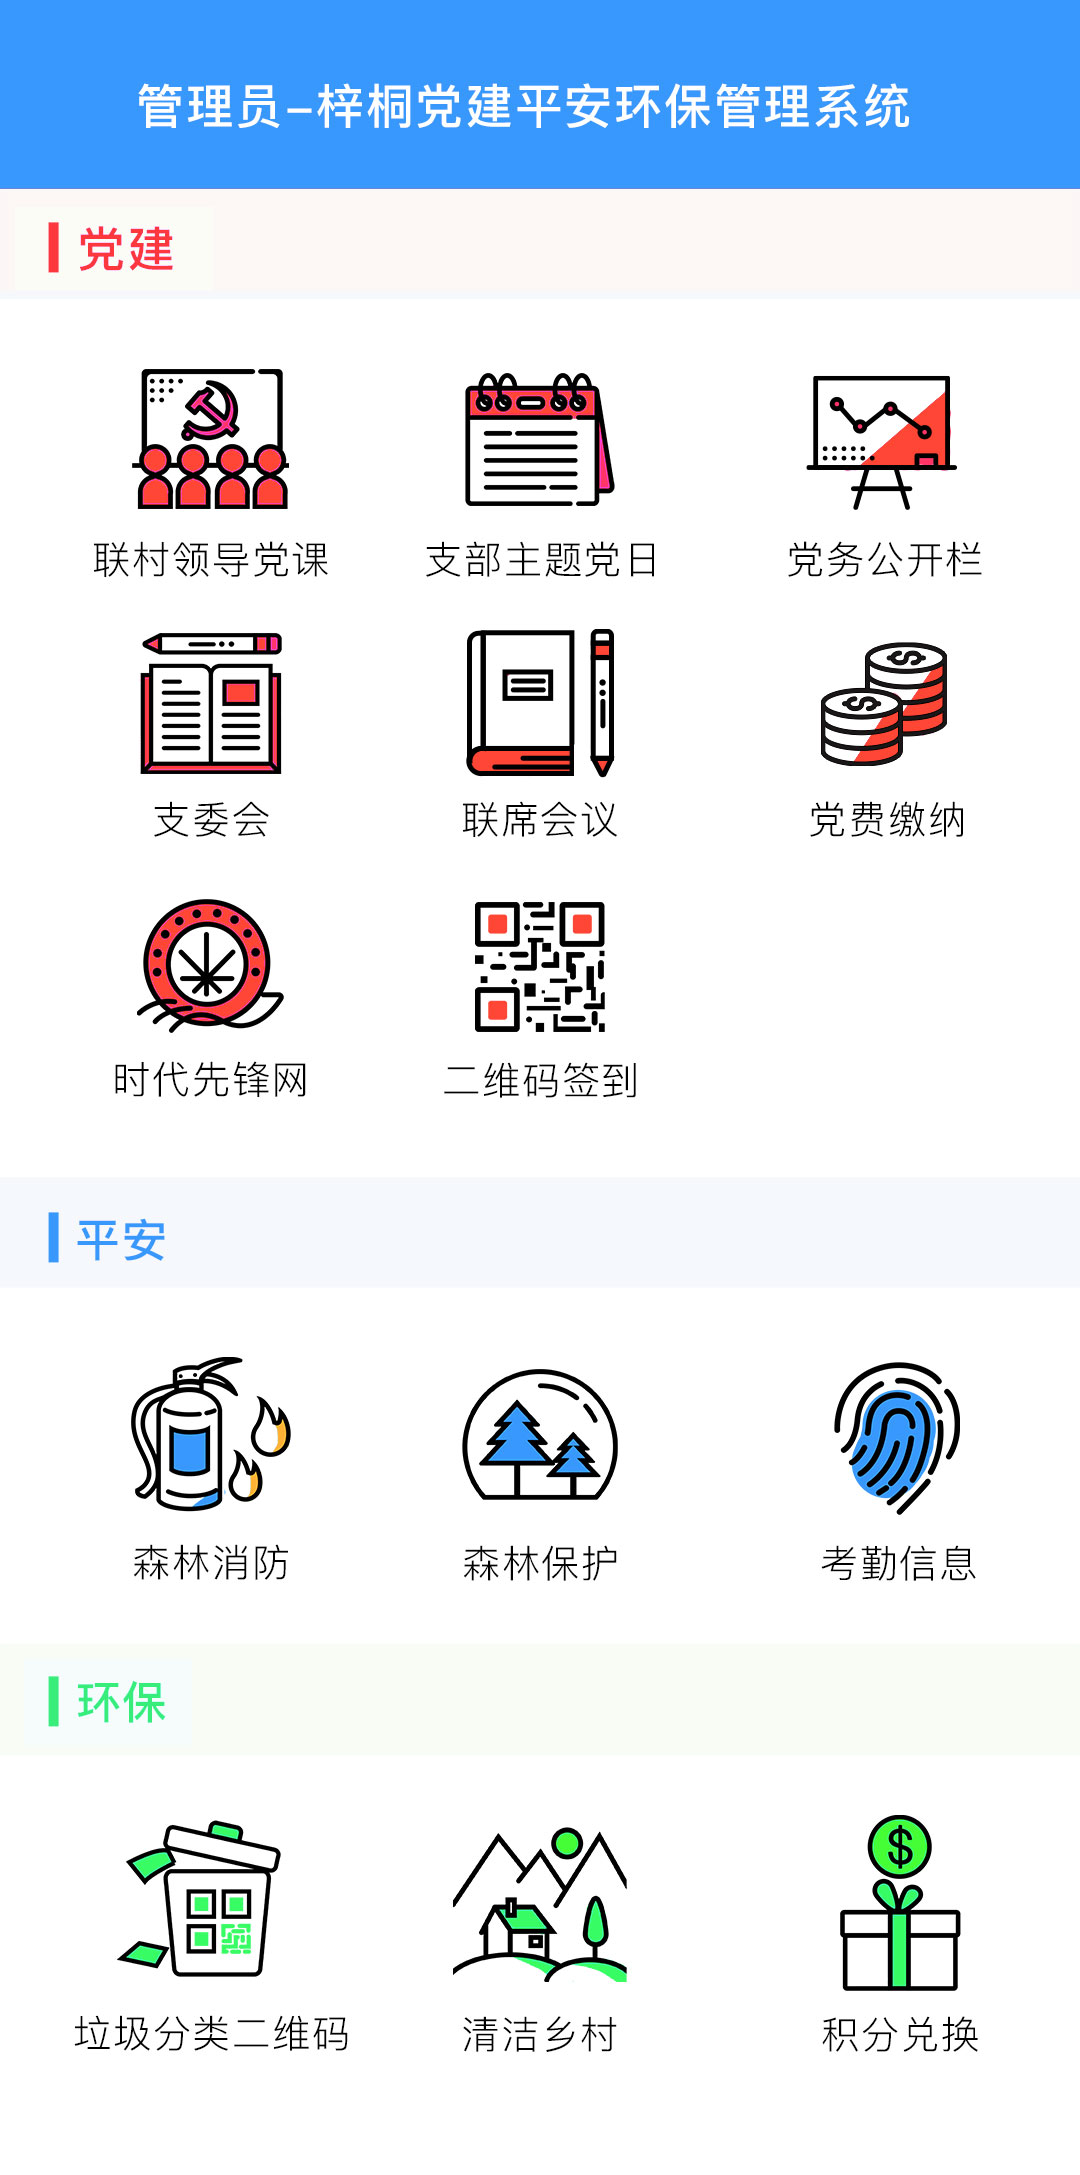 管理员-梓桐党建平安环保管理系统
党建
联村领导党课
支部主题党日
党务公开栏
支委会
联席会议
党费缴纳
时代先锋网
二维码签到
平安
森林消防
森林保护
考勤信息
环保
垃圾分类二维码
清洁乡村
积分兑换